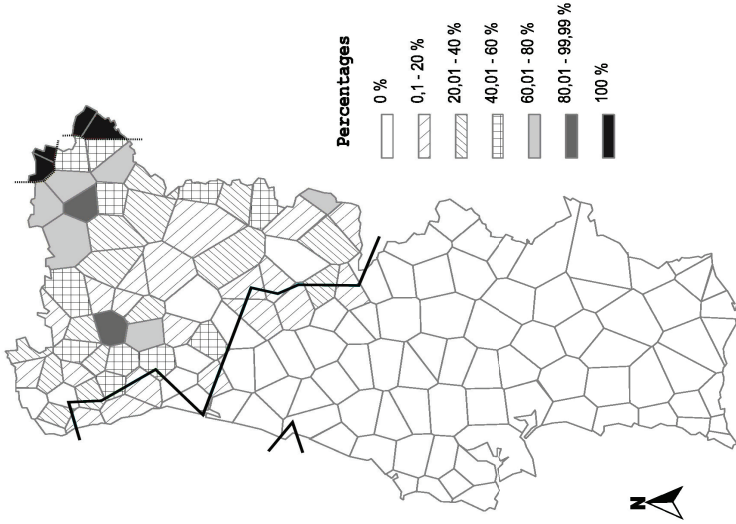 Percentages
0 %
0,1 - 20 %
20,01 - 40 %
40,01 - 60 %
60,01 - 80 %
80,01 - 99,99 %
100 %
N